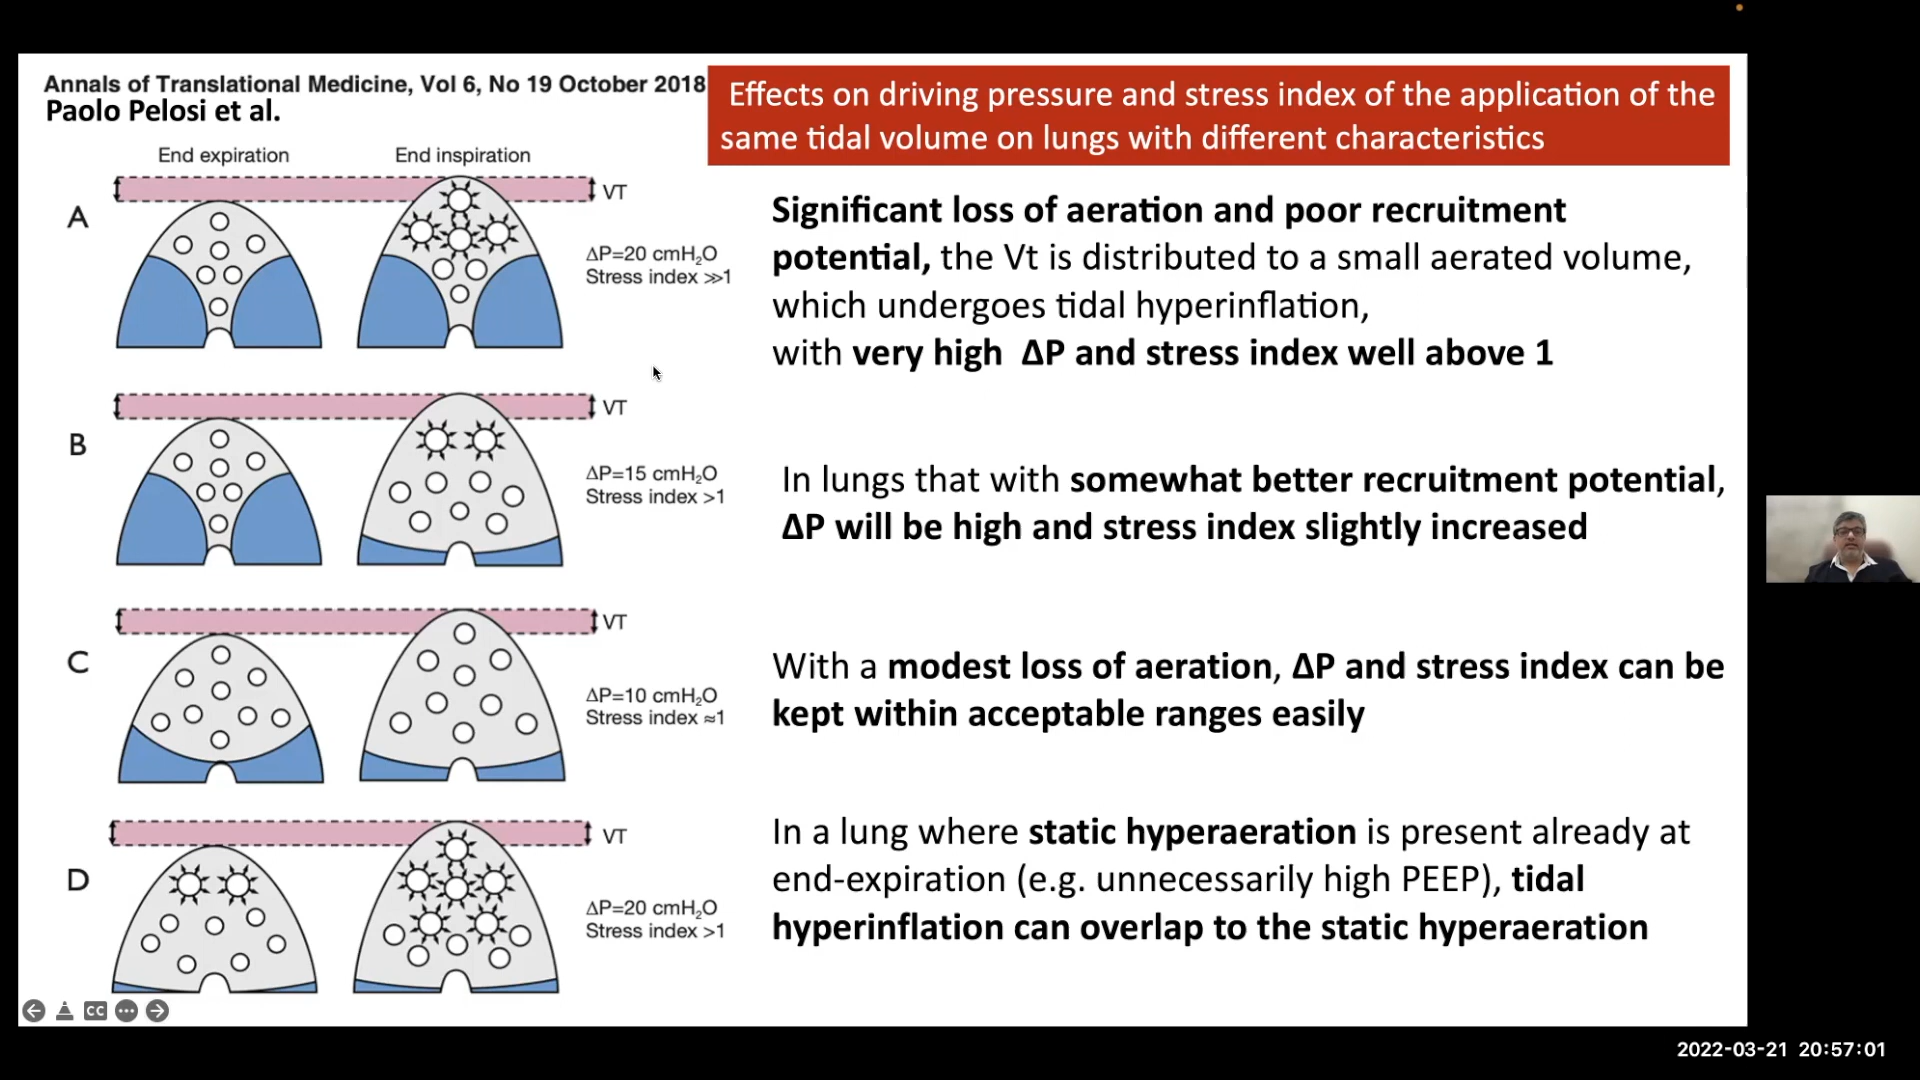 Annals of Translational Medicine, Vol 6, No 19 October 2018
Paolo Pelosi et al.
Effects on driving pressure and stress index of the application of the
same tidal volume on lungs with different characteristics
End expiration
End inspiration
A
VT
ΔP=20 cmH₂O
Stress index ≫1
Significant loss of aeration and poor recruitment
potential, the Vt is distributed to a small aerated volume,
which undergoes tidal hyperinflation,
with very high ΔP and stress index well above 1
B
VT
ΔP=15 cmH₂O
Stress index >1
In lungs that with somewhat better recruitment potential,
ΔP will be high and stress index slightly increased
C
VT
ΔP=10 cmH₂O
Stress index ≈1
With a modest loss of aeration, ΔP and stress index can be
kept within acceptable ranges easily
D
VT
ΔP=20 cmH₂O
Stress index >1
In a lung where static hyperaeration is present already at
end-expiration (e.g. unnecessarily high PEEP), tidal
hyperinflation can overlap to the static hyperaeration
CC
2022-03-21 20:57:01